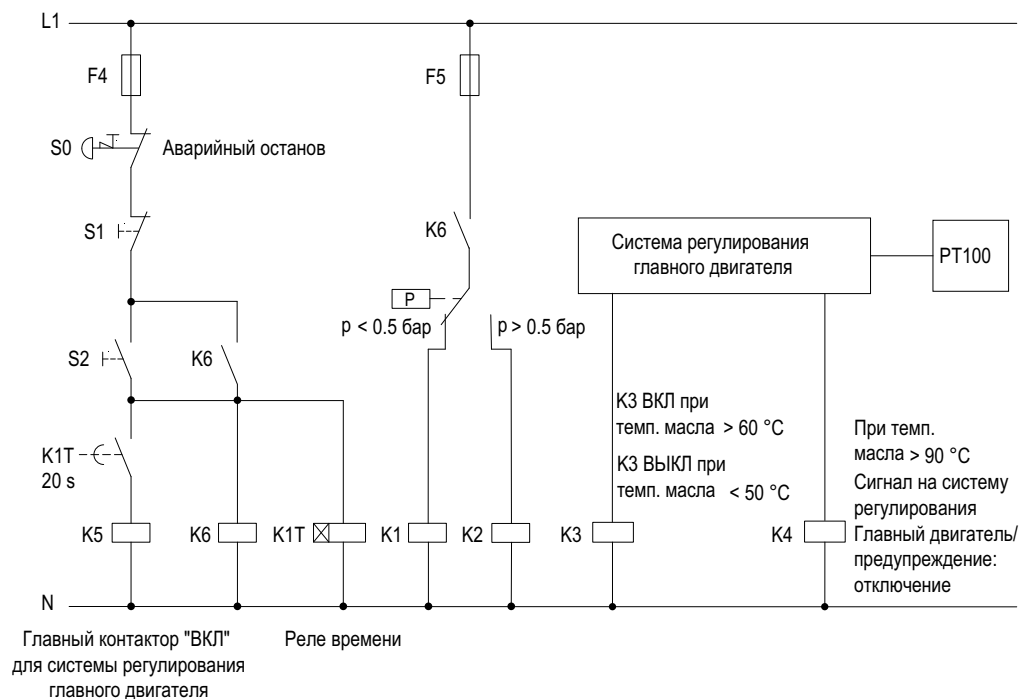 L1
F4
F5
S0
Аварийный останов
S1
K6
Система регулирования
главного двигателя
PT100
P
p < 0.5 бар
p > 0.5 бар
S2
K6
K3 ВКЛ при
темп. масла > 60 °C
K3 ВЫКЛ при
темп. масла < 50 °C
При темп.
масла > 90 °C
Сигнал на систему
регулирования
Главный двигатель/
предупреждение:
отключение
K1T
20 s
K5
K6
K1T
K1
K2
K3
K4
N
Главный контактор "ВКЛ"
для системы регулирования
главного двигателя
Реле времени